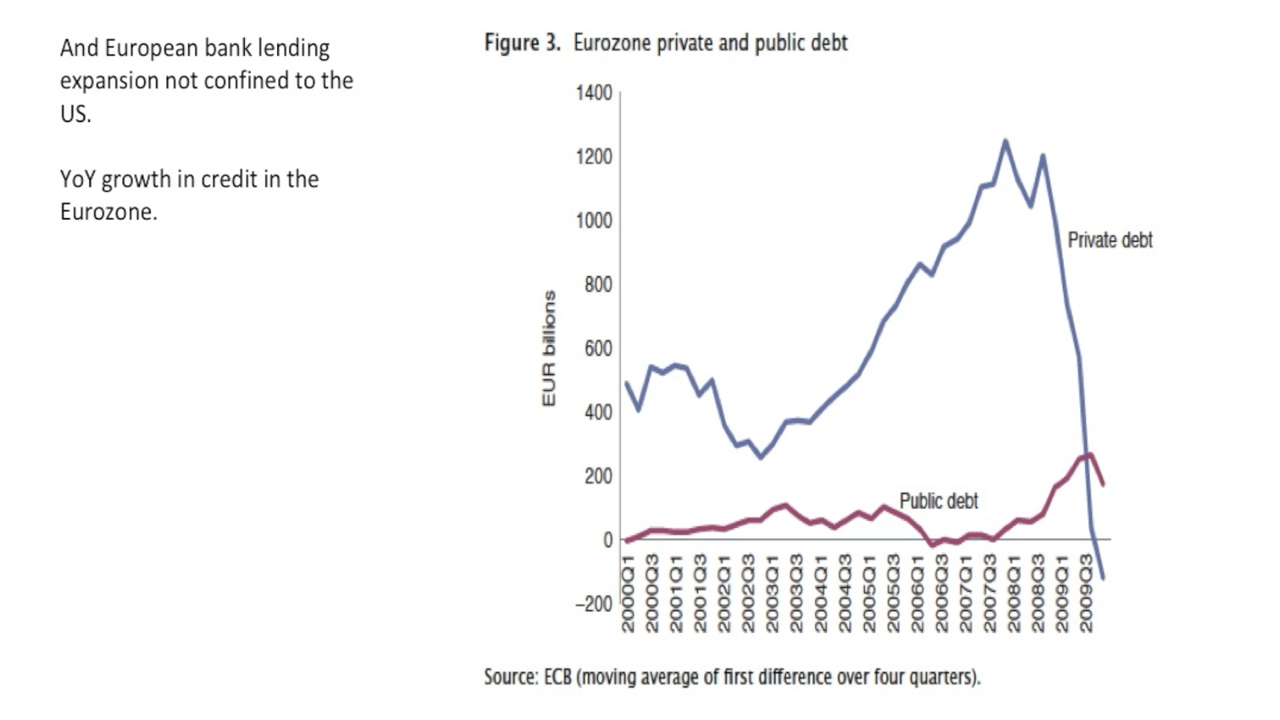 And European bank lending
expansion not confined to the
US.
YoY growth in credit in the
Eurozone.
Figure 3. Eurozone private and public debt
1400
1200
1000
800
600
400
200
0
−200
EUR billions
Private debt
Public debt
2000Q1
2000Q3
2001Q1
2001Q3
2002Q1
2002Q3
2003Q1
2003Q3
2004Q1
2004Q3
2005Q1
2005Q3
2006Q1
2006Q3
2007Q1
2007Q3
2008Q1
2008Q3
2009Q1
2009Q3
Source: ECB (moving average of first difference over four quarters).